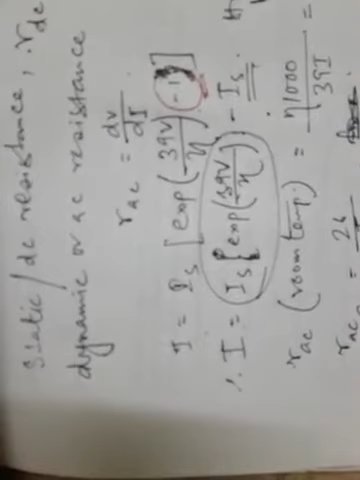 static / dc resistance, r_dc
dynamic or ac resistance
r_ac = dv/dI
I = I_s [exp(39V/η) - 1]
∴ I = I_s [exp(39V/η)] - I_s
r_ac (room temp.) = η1000/39I =
r_ac = 26